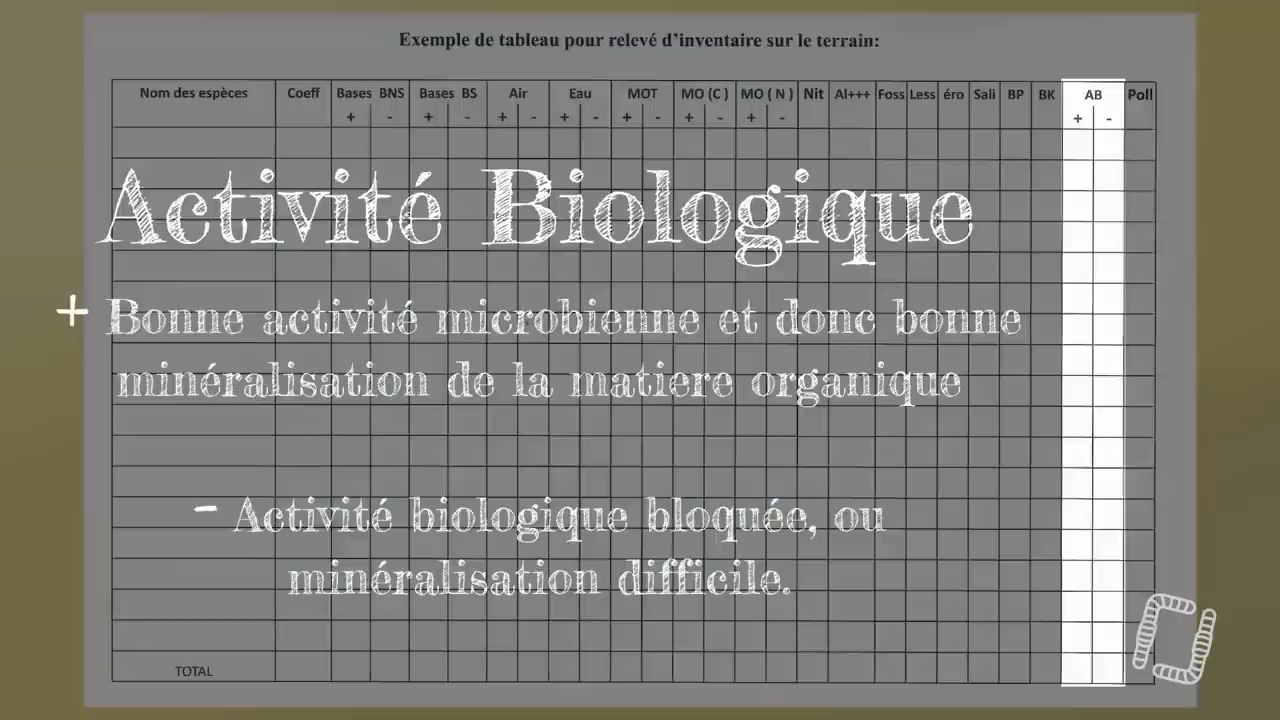 Exemple de tableau pour relevé d'inventaire sur le terrain:
Nom des espèces Coeff Bases BNS Bases BS Air Eau MOT MO (C ) MO ( N ) Nit Al+++ Foss Less éro Sali BP BK AB Poll
+ - + - + - + - + - + - + - + -
Activité Biologique
+ Bonne activité microbienne et donc bonne
minéralisation de la matiere organique
- Activité biologique bloquée, ou
minéralisation difficile.
TOTAL